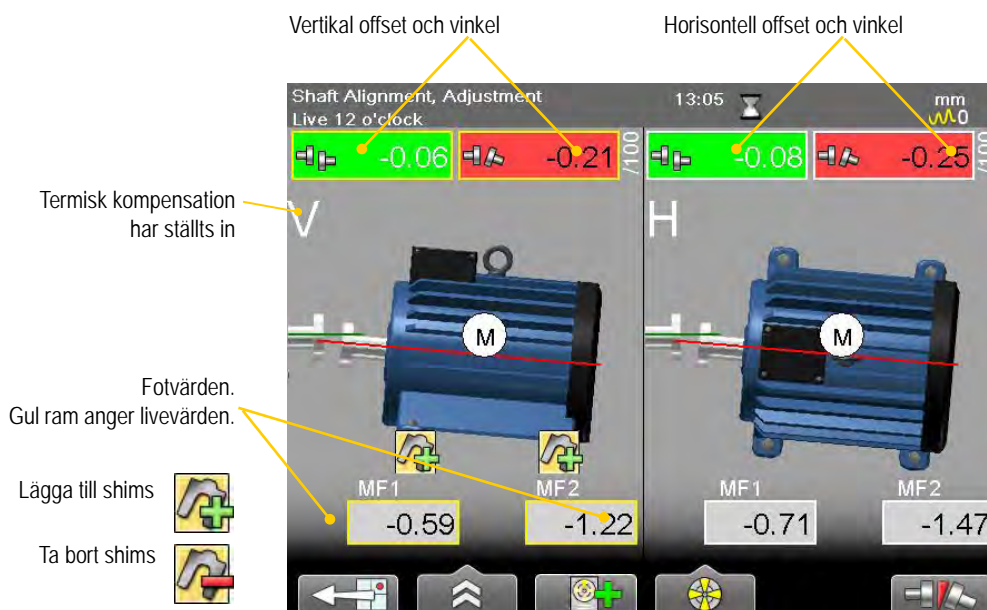 Vertikal offset och vinkel
Horisontell offset och vinkel
Shaft Alignment, Adjustment
Live 12 o'clock
13:05
mm
0
-0.06
-0.21
/100
-0.08
-0.25
/100
Termisk kompensation
har ställts in
V
H
M
M
Fotvärden.
Gul ram anger livevärden.
Lägga till shims
Ta bort shims
MF1
MF2
MF1
MF2
-0.59
-1.22
-0.71
-1.47